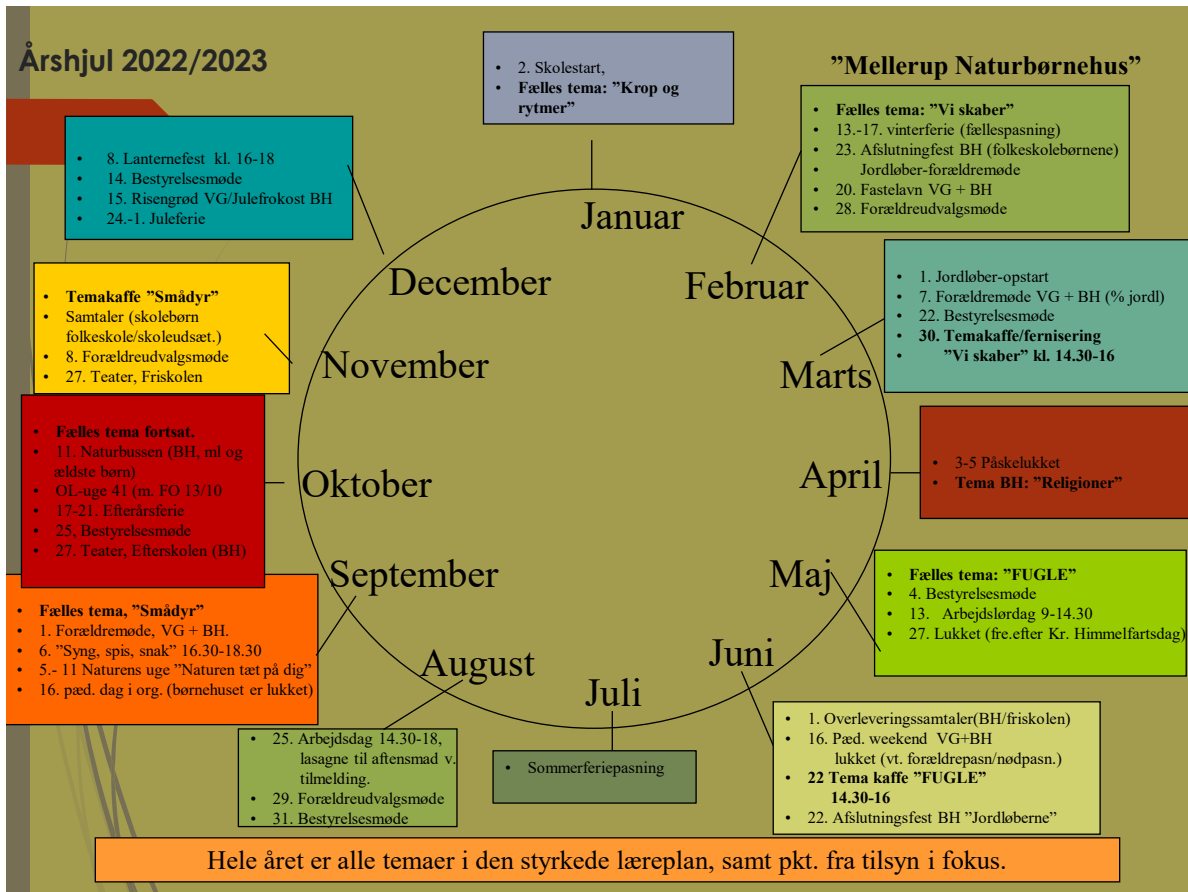 Årshjul 2022/2023
"Mellerup Naturbørnehus"
• 2. Skolestart,
• Fælles tema: "Krop og
rytmer"
Januar
• Fælles tema: "Vi skaber"
• 13.-17. vinterferie (fællespasning)
• 23. Afslutningfest BH (folkeskolebørnene)
• Jordløber-forældremøde
• 20. Fastelavn VG + BH
• 28. Forældreudvalgsmøde
Februar
• 1. Jordløber-opstart
• 7. Forældremøde VG + BH (% jordl)
• 22. Bestyrelsesmøde
• 30. Temakaffe/fernisering
• "Vi skaber" kl. 14.30-16
Marts
• 3-5 Påskelukket
• Tema BH: "Religioner"
April
• Fælles tema: "FUGLE"
• 4. Bestyrelsesmøde
• 13. Arbejdslørdag 9-14.30
• 27. Lukket (fre.efter Kr. Himmelfartsdag)
Maj
• 1. Overleveringssamtaler(BH/friskolen)
• 16. Pæd. weekend VG+BH
lukket (vt. forældrepasn/nødpasn.)
• 22 Tema kaffe "FUGLE"
14.30-16
• 22. Afslutningsfest BH "Jordløberne"
Juni
• Sommerferiepasning
Juli
• 25. Arbejdsdag 14.30-18,
lasagne til aftensmad v.
tilmelding.
• 29. Forældreudvalgsmøde
• 31. Bestyrelsesmøde
August
• Fælles tema, "Smådyr"
• 1. Forældremøde, VG + BH.
• 6. "Syng, spis, snak" 16.30-18.30
• 5.- 11 Naturens uge "Naturen tæt på dig"
• 16. pæd. dag i org. (børnehuset er lukket)
September
• Fælles tema fortsat.
• 11. Naturbussen (BH, ml og
ældste børn)
• OL-uge 41 (m. FO 13/10
• 17-21. Efterårsferie
• 25, Bestyrelsesmøde
• 27. Teater, Efterskolen (BH)
Oktober
• Temakaffe "Smådyr"
• Samtaler (skolebørn
folkeskole/skoleudsæt.)
• 8. Forældreudvalgsmøde
• 27. Teater, Friskolen
November
• 8. Lanternefest kl. 16-18
• 14. Bestyrelsesmøde
• 15. Risengrød VG/Julefrokost BH
• 24.-1. Juleferie
December
Hele året er alle temaer i den styrkede læreplan, samt pkt. fra tilsyn i fokus.